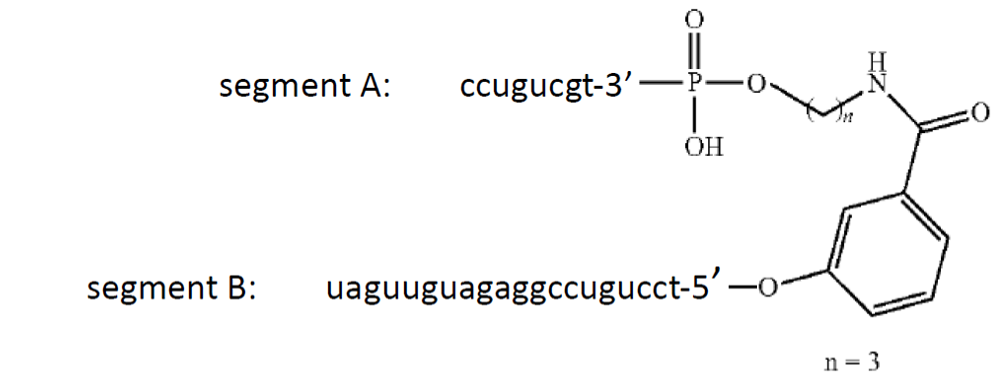 O
segment A: ccugucgt-3′ P O ( )n H N O
OH
segment B: uaguuguagaggccugucct-5′ O
n = 3